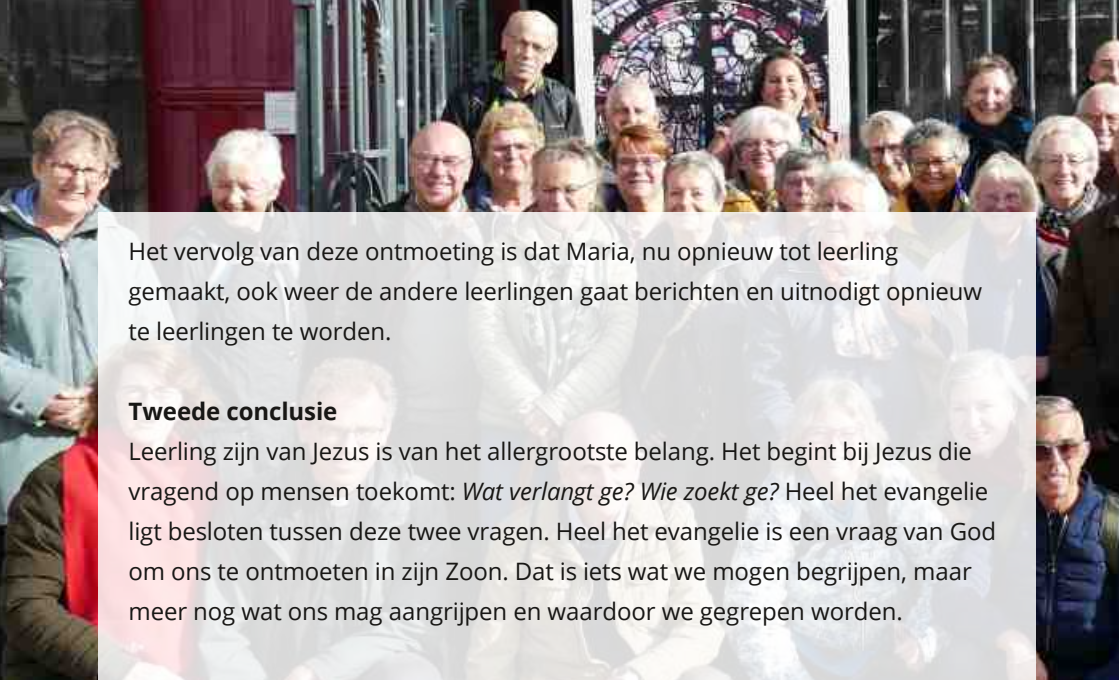 Het vervolg van deze ontmoeting is dat Maria, nu opnieuw tot leerling
gemaakt, ook weer de andere leerlingen gaat berichten en uitnodigt opnieuw
te leerlingen te worden.
Tweede conclusie
Leerling zijn van Jezus is van het allergrootste belang. Het begint bij Jezus die
vragend op mensen toekomt: Wat verlangt ge? Wie zoekt ge? Heel het evangelie
ligt besloten tussen deze twee vragen. Heel het evangelie is een vraag van God
om ons te ontmoeten in zijn Zoon. Dat is iets wat we mogen begrijpen, maar
meer nog wat ons mag aangrijpen en waardoor we gegrepen worden.